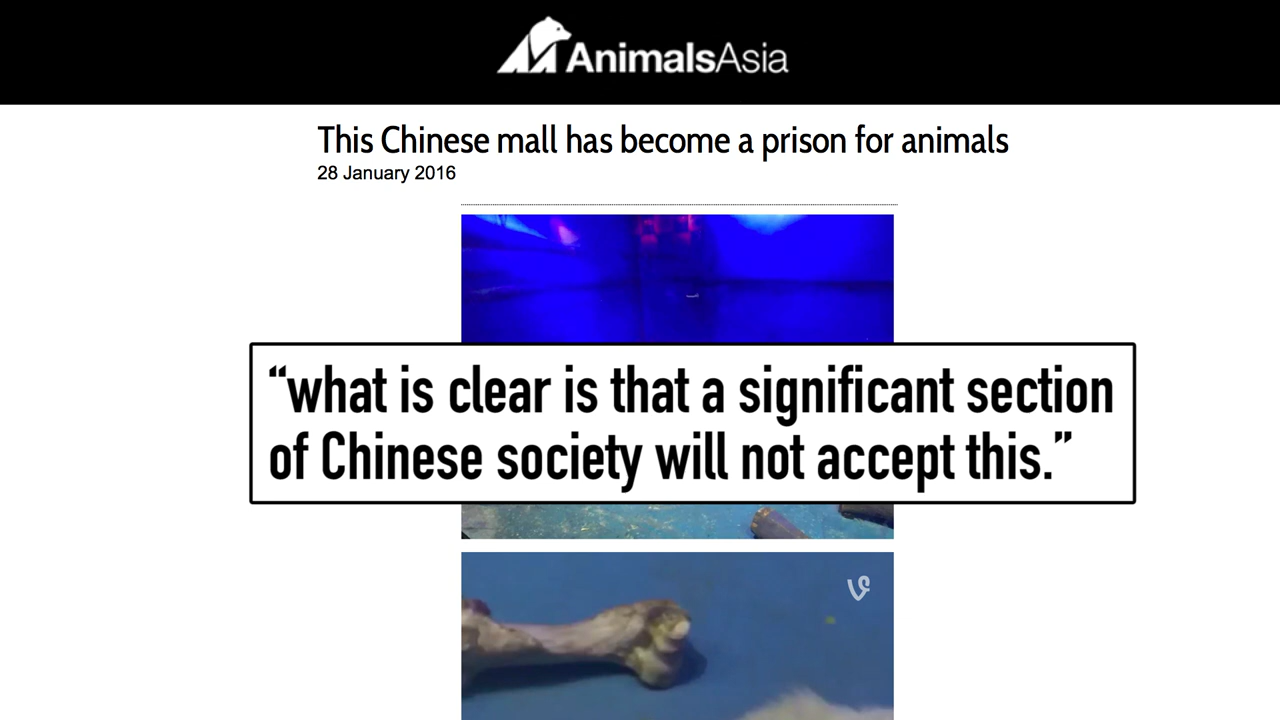 AnimalsAsia
This Chinese mall has become a prison for animals
28 January 2016
“what is clear is that a significant section
of Chinese society will not accept this.”